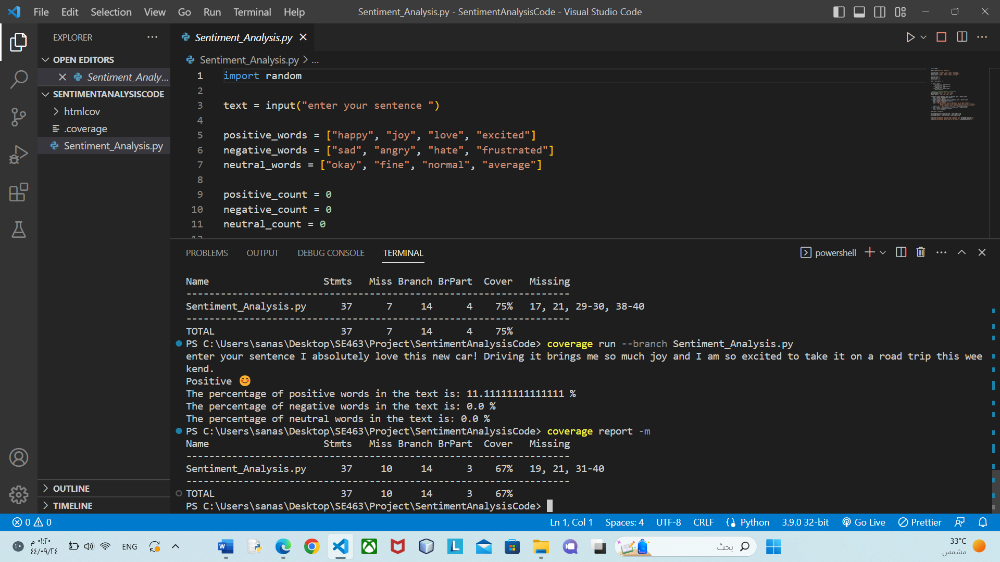 File Edit Selection View Go Run Terminal Help
Sentiment_Analysis.py - SentimentAnalysisCode - Visual Studio Code
EXPLORER
OPEN EDITORS
Sentiment_Analy...
SENTIMENTANALYSISCODE
htmlcov
.coverage
Sentiment_Analysis.py
OUTLINE
TIMELINE
Sentiment_Analysis.py
Sentiment_Analysis.py > ...
1 import random
2
3 text = input("enter your sentence ")
4
5 positive_words = ["happy", "joy", "love", "excited"]
6 negative_words = ["sad", "angry", "hate", "frustrated"]
7 neutral_words = ["okay", "fine", "normal", "average"]
8
9 positive_count = 0
10 negative_count = 0
11 neutral_count = 0
12
PROBLEMS OUTPUT DEBUG CONSOLE TERMINAL
powershell
Name Stmts Miss Branch BrPart Cover Missing
-------------------------------------------------------------------
Sentiment_Analysis.py 37 7 14 4 75% 17, 21, 29-30, 38-40
-------------------------------------------------------------------
TOTAL 37 7 14 4 75%
PS C:\Users\sanas\Desktop\SE463\Project\SentimentAnalysisCode> coverage run --branch Sentiment_Analysis.py
enter your sentence I absolutely love this new car! Driving it brings me so much joy and I am so excited to take it on a road trip this wee
kend.
Positive 😊
The percentage of positive words in the text is: 11.11111111111111 %
The percentage of negative words in the text is: 0.0 %
The percentage of neutral words in the text is: 0.0 %
PS C:\Users\sanas\Desktop\SE463\Project\SentimentAnalysisCode> coverage report -m
Name Stmts Miss Branch BrPart Cover Missing
-------------------------------------------------------------------
Sentiment_Analysis.py 37 10 14 3 67% 19, 21, 31-40
-------------------------------------------------------------------
TOTAL 37 10 14 3 67%
PS C:\Users\sanas\Desktop\SE463\Project\SentimentAnalysisCode>
0 0
Ln 1, Col 1 Spaces: 4 UTF-8 CRLF Python 3.9.0 32-bit Go Live Prettier
٢٠
٠١:٢٠ م
٤٤/٠٩/٢٤
ENG
بحث
33°C
مشمس